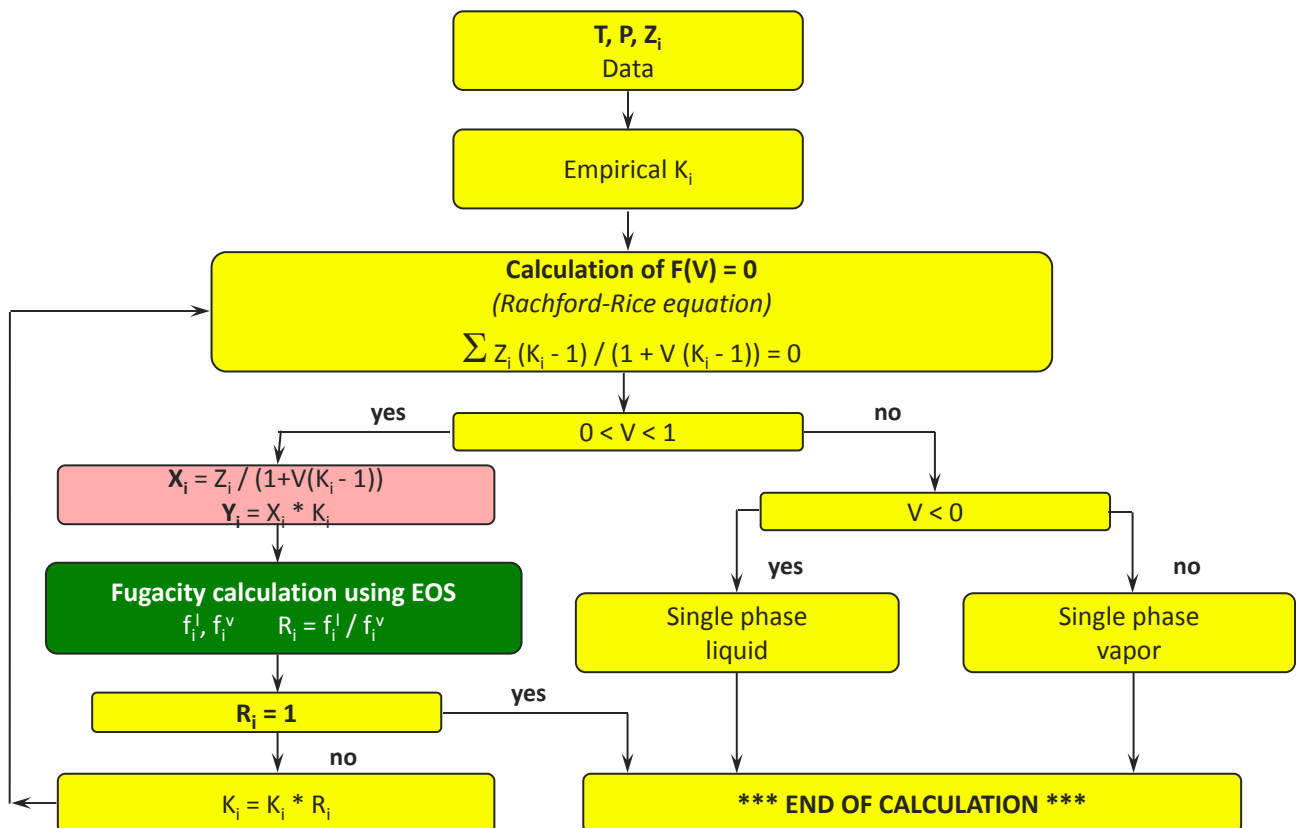 T, P, Zᵢ
Data
Empirical Kᵢ
Calculation of F(V) = 0
(Rachford-Rice equation)
∑ Zᵢ (Kᵢ - 1) / (1 + V (Kᵢ - 1)) = 0
yes
0 < V < 1
no
Xᵢ = Zᵢ / (1+V(Kᵢ - 1))
Yᵢ = Xᵢ * Kᵢ
V < 0
yes
no
Fugacity calculation using EOS
fᵢˡ, fᵢᵛ Rᵢ = fᵢˡ / fᵢᵛ
Single phase
liquid
Single phase
vapor
Rᵢ = 1
yes
no
Kᵢ = Kᵢ * Rᵢ
*** END OF CALCULATION ***